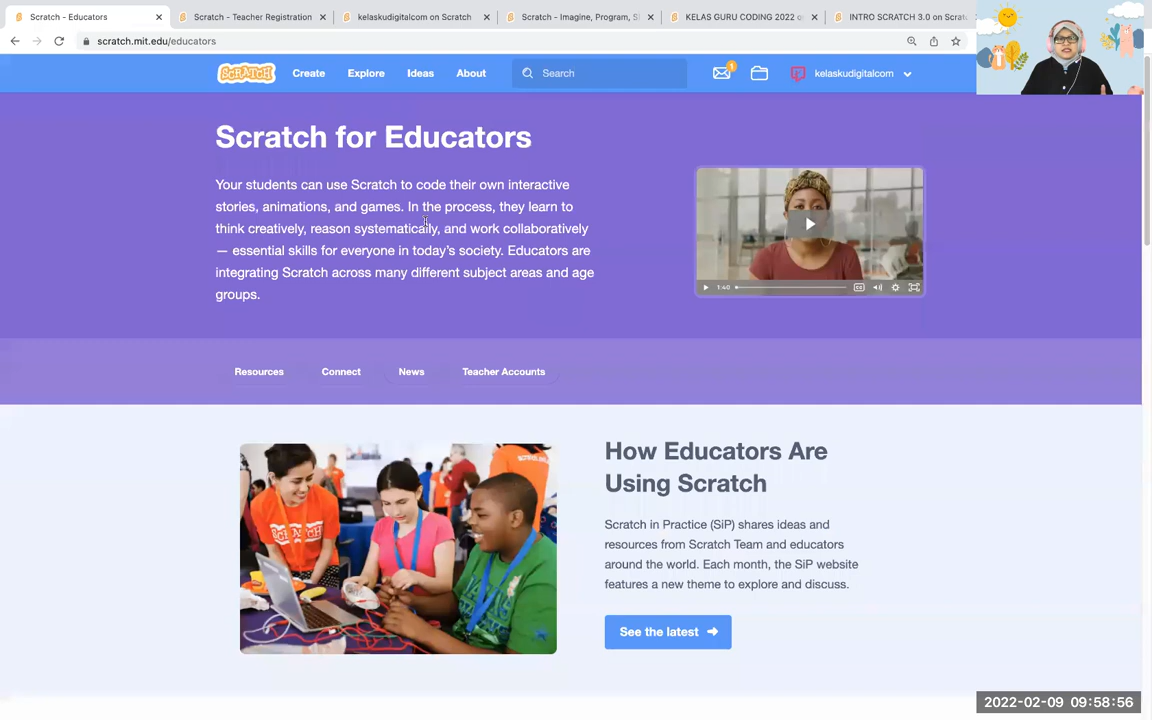 Scratch - Educators
Scratch - Teacher Registration
kelaskudigitalcom on Scratch
Scratch - Imagine, Program, S
KELAS GURU CODING 2022 o
INTRO SCRATCH 3.0 on Scrat
scratch.mit.edu/educators
SCRATCH
Create
Explore
Ideas
About
Search
1
kelaskudigitalcom
Scratch for Educators
Your students can use Scratch to code their own interactive
stories, animations, and games. In the process, they learn to
think creatively, reason systematically, and work collaboratively
— essential skills for everyone in today's society. Educators are
integrating Scratch across many different subject areas and age
groups.
1:40
CC
Resources
Connect
News
Teacher Accounts
SCRATCH
How Educators Are
Using Scratch
Scratch in Practice (SiP) shares ideas and
resources from Scratch Team and educators
around the world. Each month, the SiP website
features a new theme to explore and discuss.
See the latest
2022-02-09 09:58:56